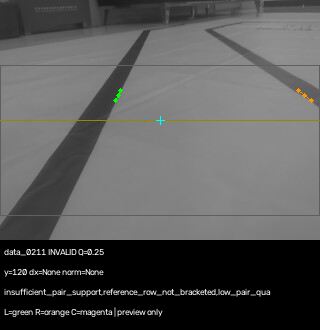 data_0211 INVALID Q=0.25
y=120 dx=None norm=None
insufficient_pair_support,reference_row_not_bracketed,low_pair_qua
L=green R=orange C=magenta | preview only